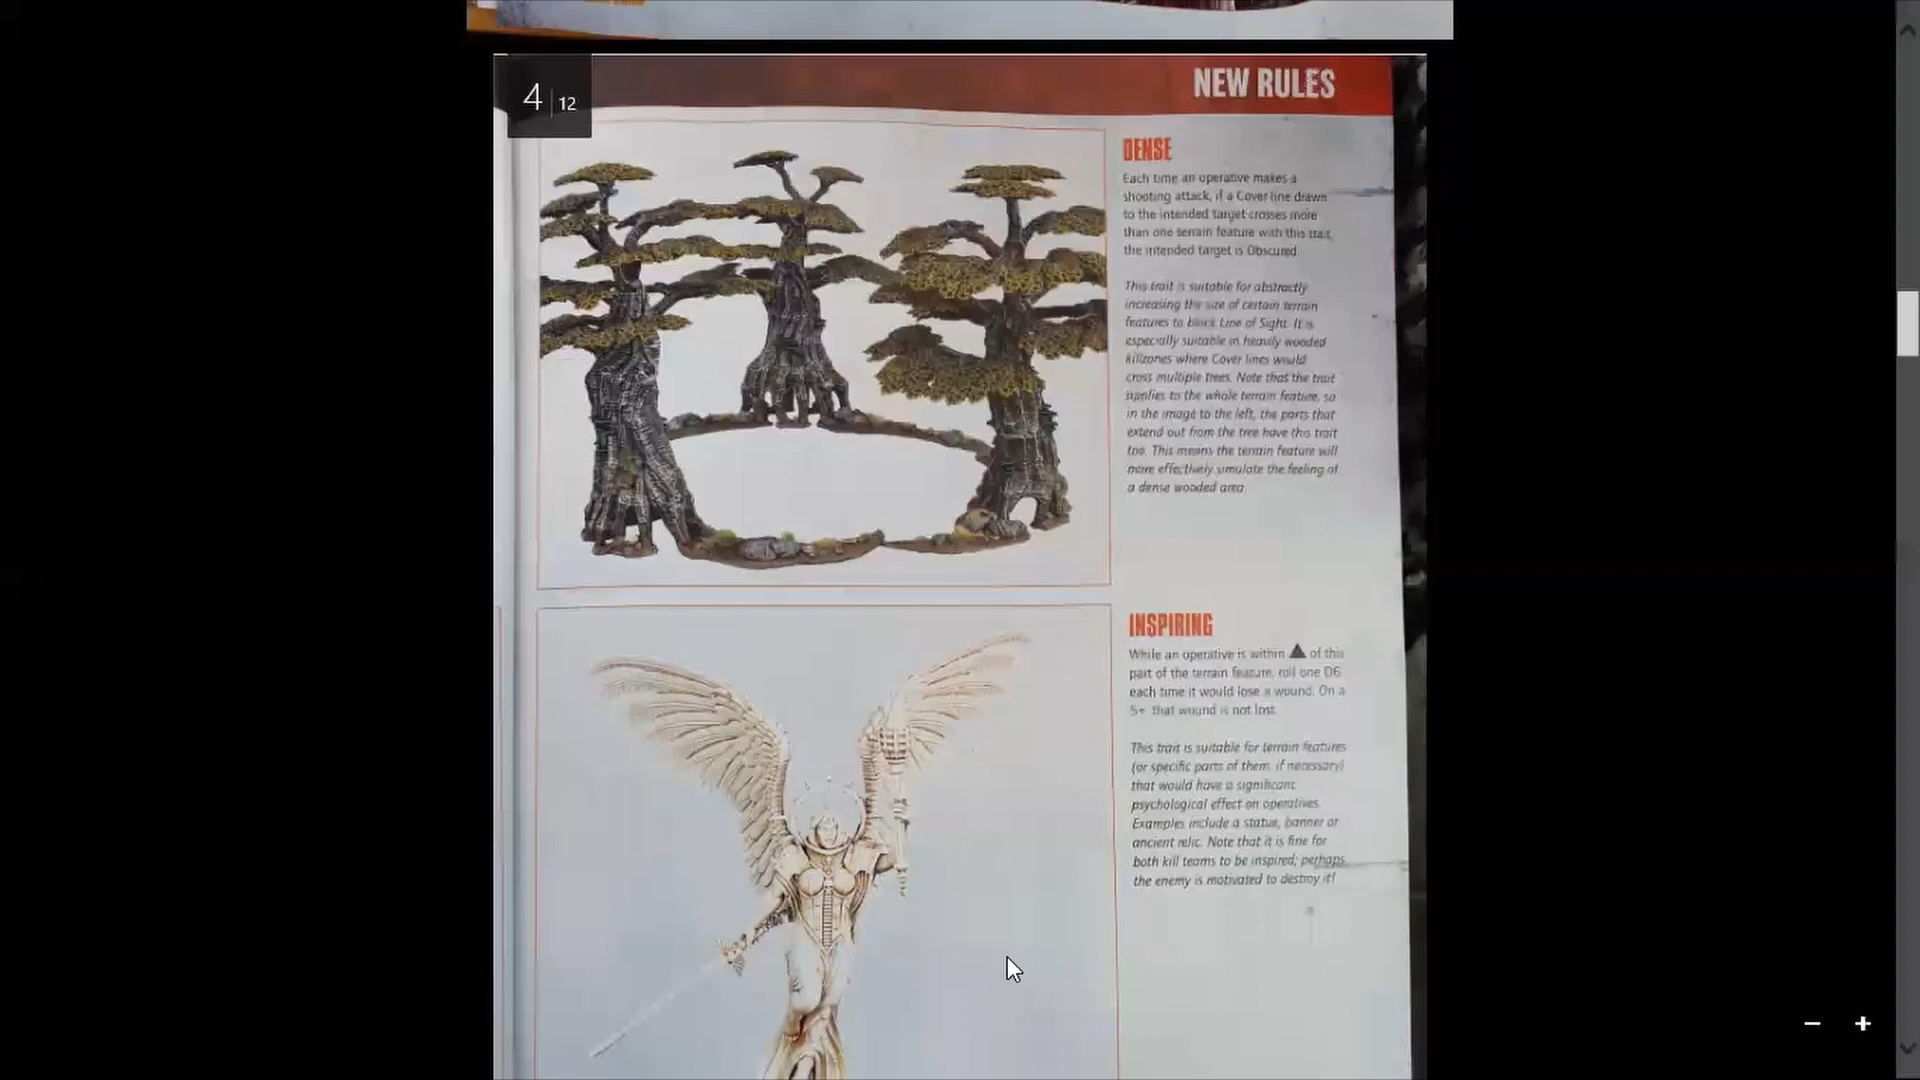 4 | 12
NEW RULES
DENSE
Each time an operative makes a
shooting attack, if a Cover line drawn
to the intended target crosses more
than one terrain feature with this trait,
the intended target is Obscured.
This trait is suitable for abstractly
increasing the size of certain terrain
features to block Line of Sight. It is
especially suitable in heavily wooded
killzones where Cover lines would
cross multiple trees. Note that the trait
applies to the whole terrain feature, so
in the image to the left, the parts that
extend out from the tree have this trait
too. This means the terrain feature will
more effectively simulate the feeling of
a dense wooded area.
INSPIRING
While an operative is within ▲ of this
part of the terrain feature, roll one D6
each time it would lose a wound. On a
5+ that wound is not lost.
This trait is suitable for terrain features
(or specific parts of them, if necessary)
that would have a significant
psychological effect on operatives.
Examples include a statue, banner or
ancient relic. Note that it is fine for
both kill teams to be inspired; perhaps
the enemy is motivated to destroy it!